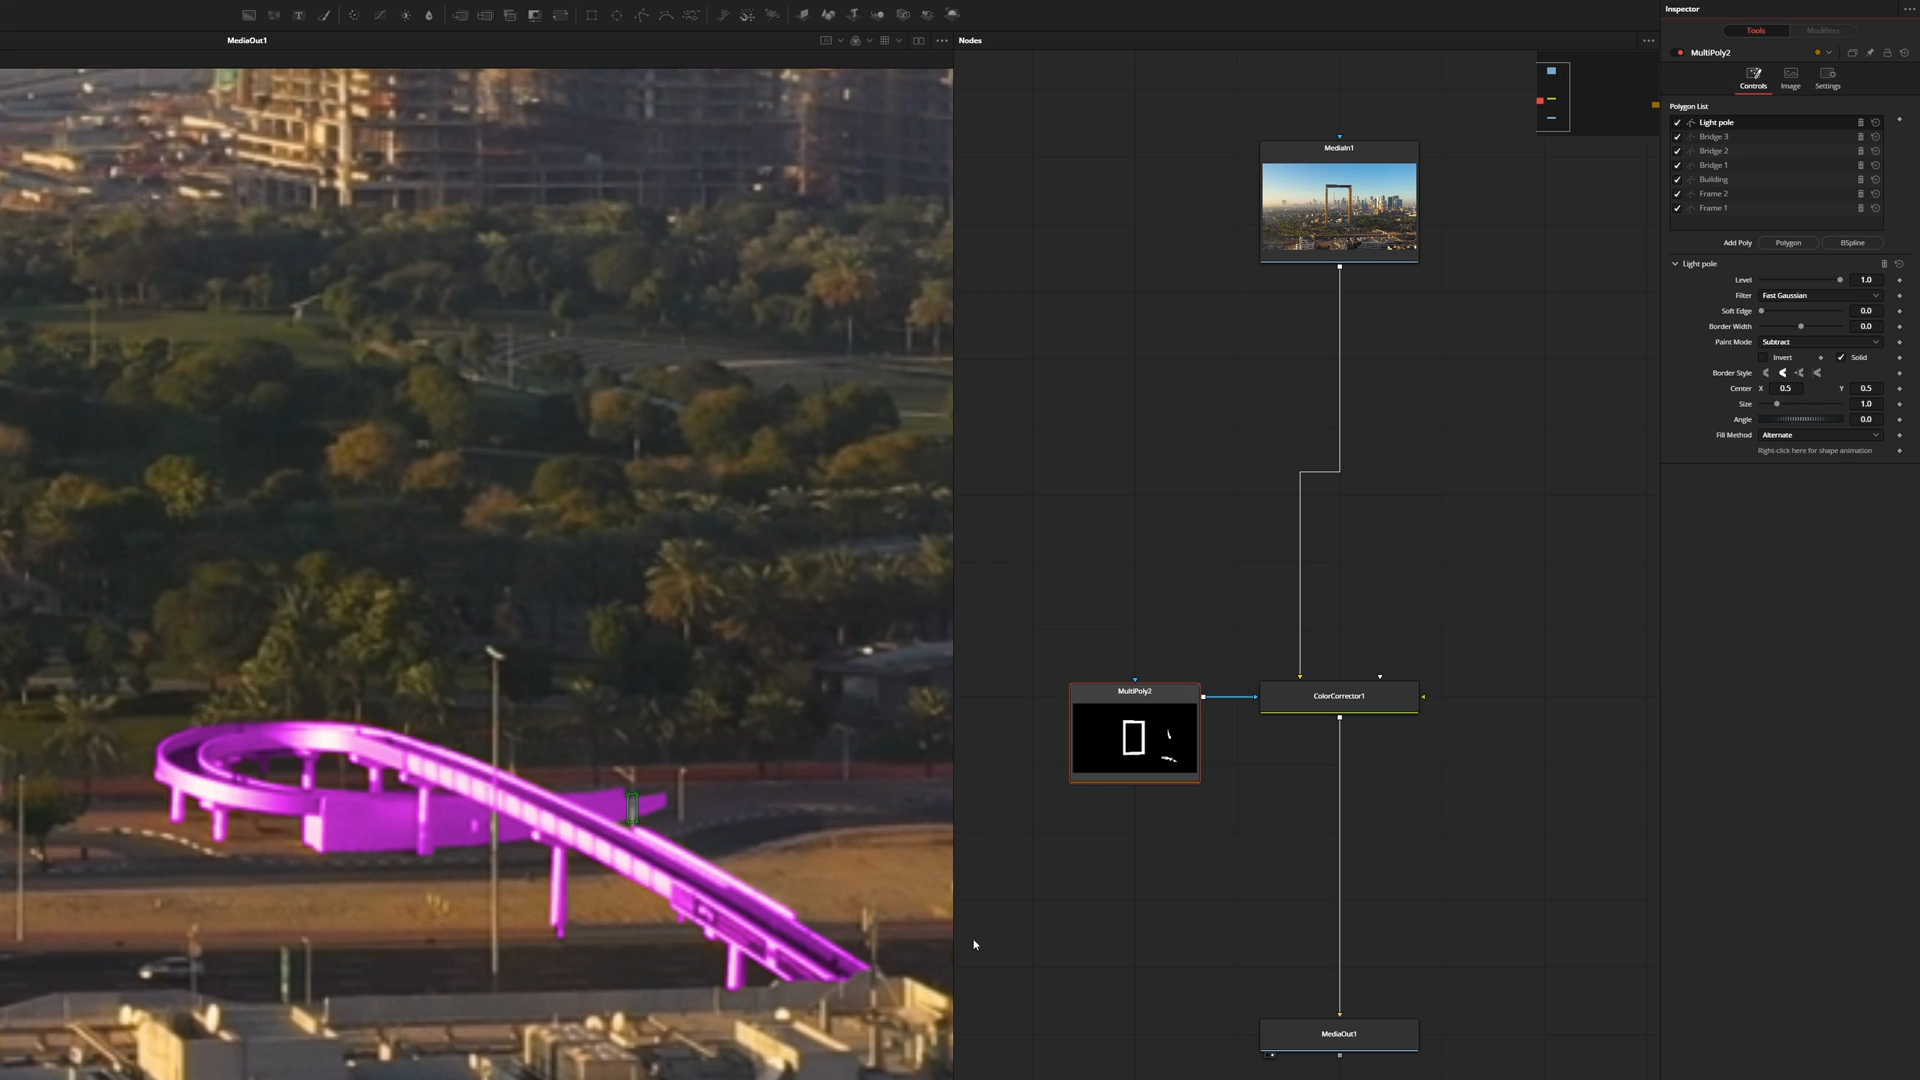 Inspector
MediaOut1
Nodes
Tools
Modifiers
MultiPoly2
Controls
Image
Settings
Polygon List
Light pole
Bridge 3
Bridge 2
Bridge 1
Building
Frame 2
Frame 1
Add Poly
Polygon
BSpline
Light pole
Level 1.0
Filter Fast Gaussian
Soft Edge 0.0
Border Width 0.0
Paint Mode Subtract
Invert Solid
Border Style
Center X 0.5 Y 0.5
Size 1.0
Angle 0.0
Fill Method Alternate
Right-click here for shape animation
MediaIn1
MultiPoly2
ColorCorrector1
MediaOut1